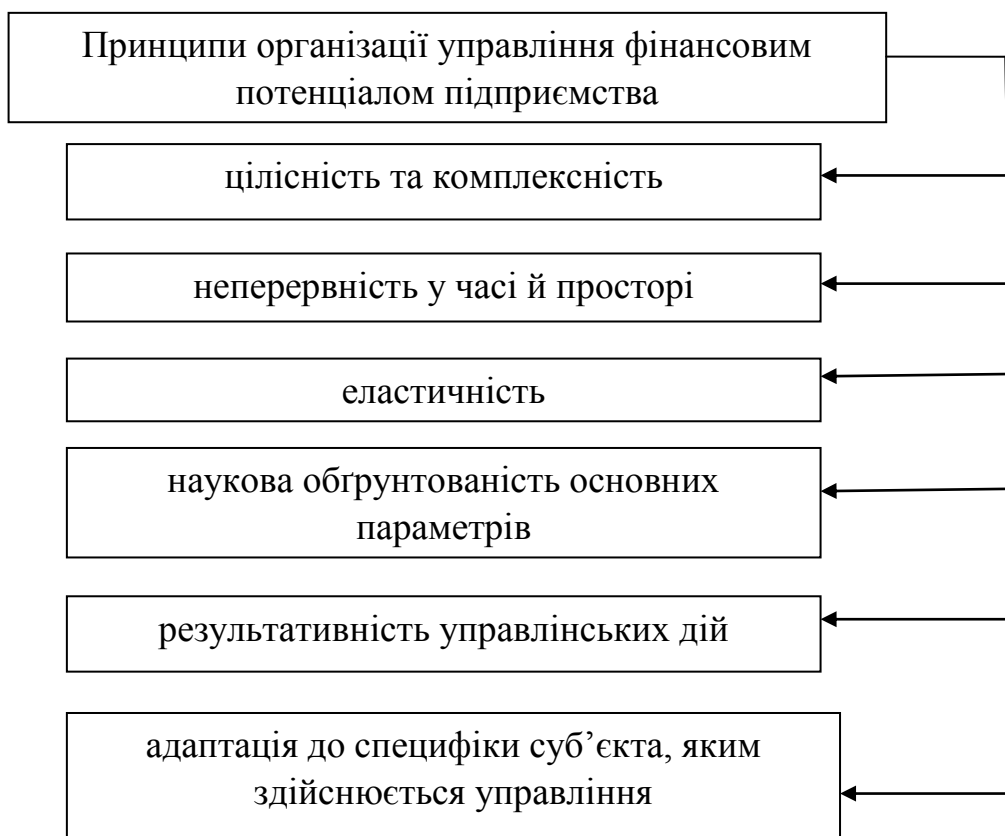 Принципи організації управління фінансовим
потенціалом підприємства
цілісність та комплексність
неперервність у часі й просторі
еластичність
наукова обґрунтованість основних
параметрів
результативність управлінських дій
адаптація до специфіки суб’єкта, яким
здійснюється управління